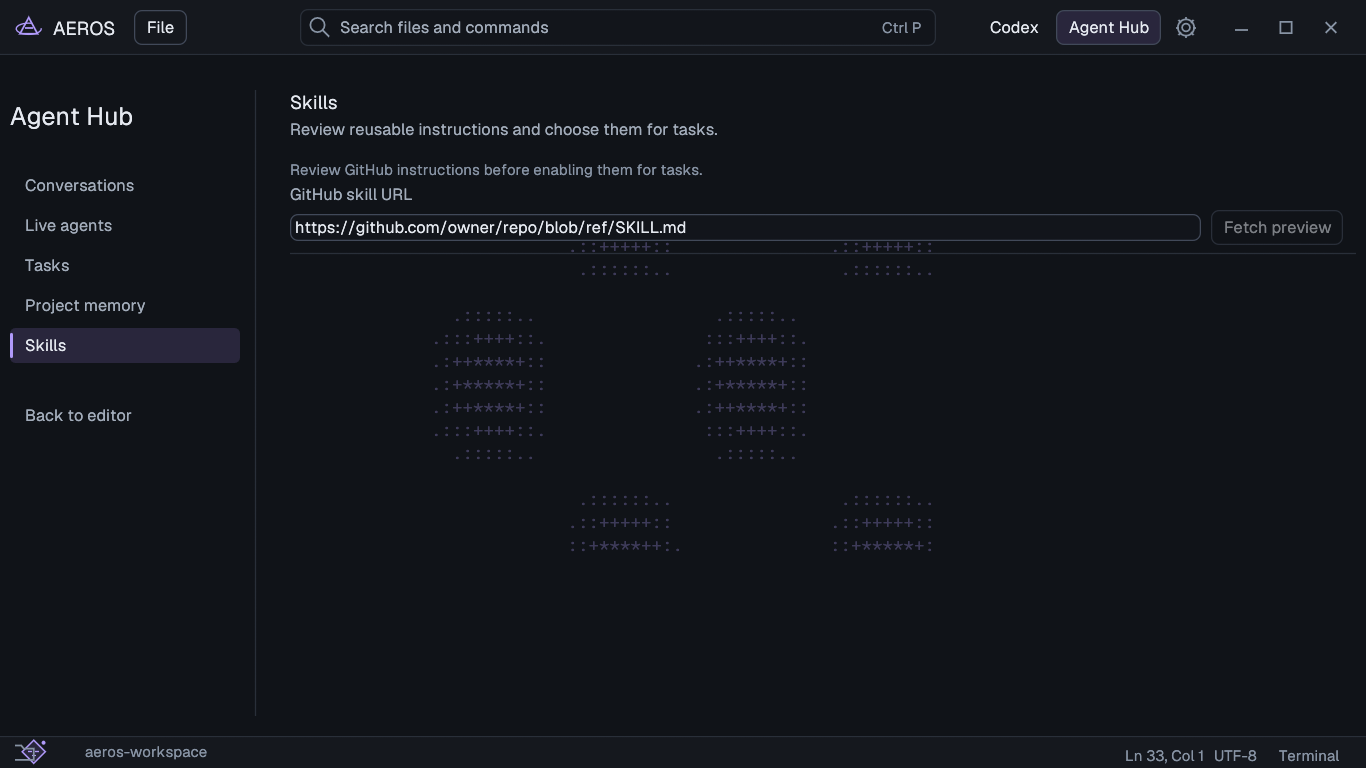 AEROS File Search files and commands Ctrl P Codex Agent Hub
Agent Hub
Conversations
Live agents
Tasks
Project memory
Skills
Back to editor
Skills
Review reusable instructions and choose them for tasks.
Review GitHub instructions before enabling them for tasks.
GitHub skill URL
https://github.com/owner/repo/blob/ref/SKILL.md Fetch preview
.::+++++:: .::+++++::
.::::::.. .::::::..
.:::::.. .:::::..
.:::++++::. :::++++::.
.:++****+:: .:++****+::
.:+*****+:: .:+*****+::
.:++****+:: .:++****+::
.:::++++::. :::++++::.
.:::::.. .:::::..
.::::::.. .::::::..
.::+++++:: .::+++++::
::+****++:. ::+*****+:
aeros-workspace Ln 33, Col 1 UTF-8 Terminal